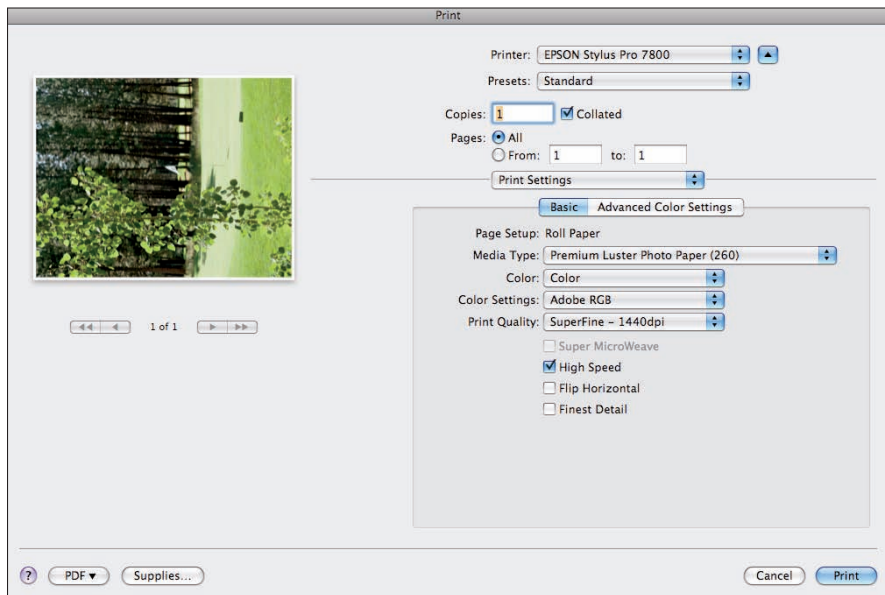 Print
Printer: EPSON Stylus Pro 7800
Presets: Standard
Copies: 1 Collated
Pages: All
From: 1 to: 1
Print Settings
Basic Advanced Color Settings
Page Setup: Roll Paper
Media Type: Premium Luster Photo Paper (260)
Color: Color
Color Settings: Adobe RGB
Print Quality: SuperFine – 1440dpi
Super MicroWeave
High Speed
Flip Horizontal
Finest Detail
1 of 1
? PDF▼ Supplies... Cancel Print